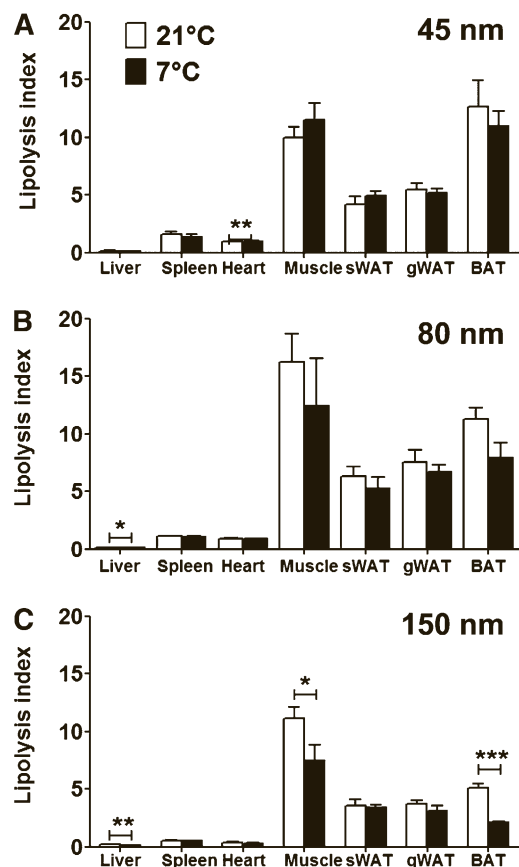 A
45 nm
21°C
7°C
Lipolysis index
20
15
10
5
0
**
Liver Spleen Heart Muscle sWAT gWAT BAT
B
80 nm
Lipolysis index
20
15
10
5
0
*
Liver Spleen Heart Muscle sWAT gWAT BAT
C
150 nm
Lipolysis index
20
15
10
5
0
**
*
***
Liver Spleen Heart Muscle sWAT gWAT BAT